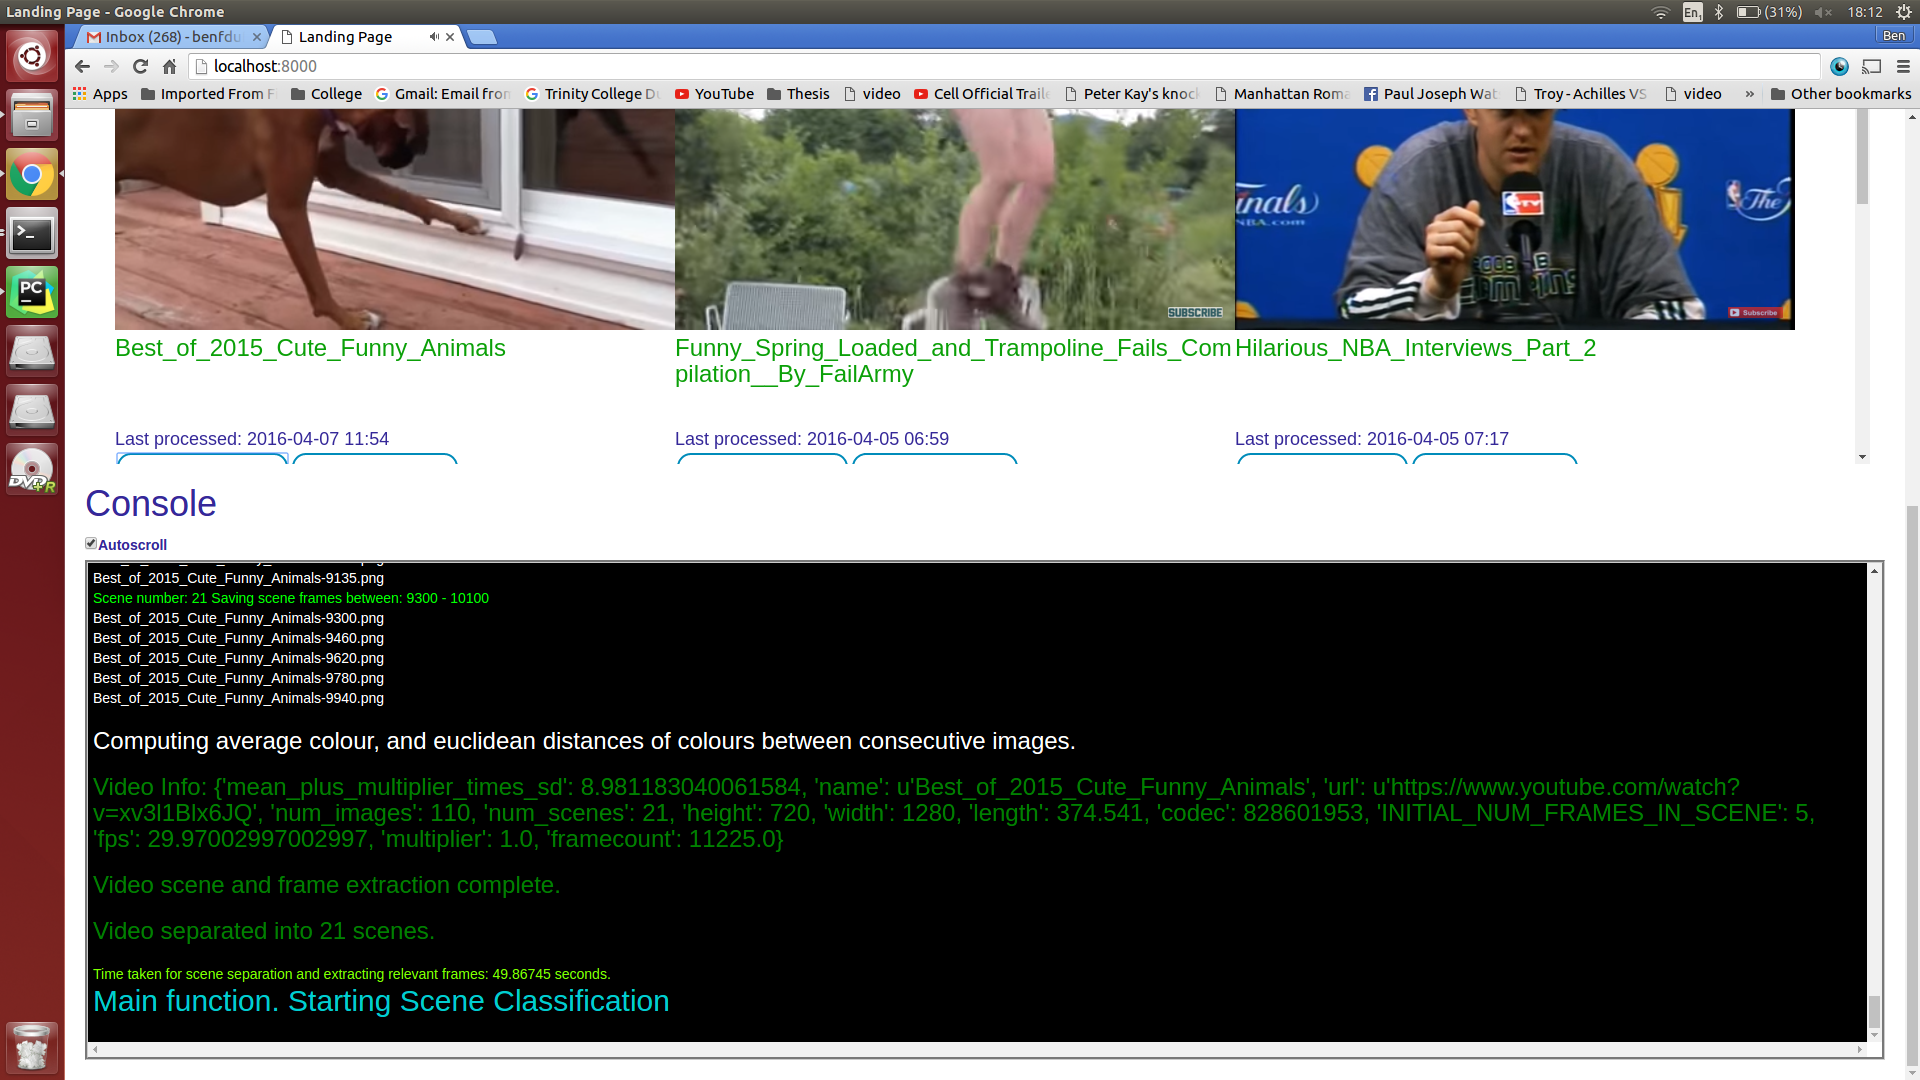 Landing Page - Google Chrome
En1 (31%) 18:12
Inbox (268) - benfdu
Landing Page
Ben
localhost:8000
Apps Imported From F College Gmail: Email from Trinity College Du YouTube Thesis video Cell Official Traile Peter Kay's knoc Manhattan Roma Paul Joseph Wat Troy - Achilles VS video » Other bookmarks
SUBSCRIBE
inals
NBA.com
The
Subscribe
Best_of_2015_Cute_Funny_Animals
Funny_Spring_Loaded_and_Trampoline_Fails_Com
pilation__By_FailArmy
Hilarious_NBA_Interviews_Part_2
Last processed: 2016-04-07 11:54
Last processed: 2016-04-05 06:59
Last processed: 2016-04-05 07:17
Console
Autoscroll
Best_of_2015_Cute_Funny_Animals-9135.png
Scene number: 21 Saving scene frames between: 9300 - 10100
Best_of_2015_Cute_Funny_Animals-9300.png
Best_of_2015_Cute_Funny_Animals-9460.png
Best_of_2015_Cute_Funny_Animals-9620.png
Best_of_2015_Cute_Funny_Animals-9780.png
Best_of_2015_Cute_Funny_Animals-9940.png
Computing average colour, and euclidean distances of colours between consecutive images.
Video Info: {'mean_plus_multiplier_times_sd': 8.981183040061584, 'name': u'Best_of_2015_Cute_Funny_Animals', 'url': u'https://www.youtube.com/watch?
v=xv3l1Blx6JQ', 'num_images': 110, 'num_scenes': 21, 'height': 720, 'width': 1280, 'length': 374.541, 'codec': 828601953, 'INITIAL_NUM_FRAMES_IN_SCENE': 5,
'fps': 29.97002997002997, 'multiplier': 1.0, 'framecount': 11225.0}
Video scene and frame extraction complete.
Video separated into 21 scenes.
Time taken for scene separation and extracting relevant frames: 49.86745 seconds.
Main function. Starting Scene Classification